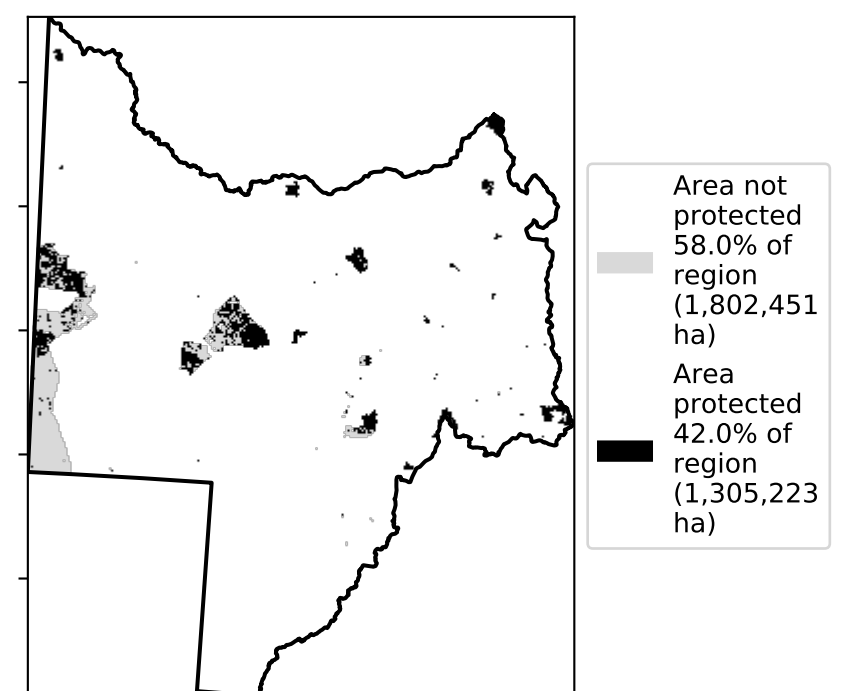 Area not
protected
58.0% of
region
(1,802,451
ha)
Area
protected
42.0% of
region
(1,305,223
ha)